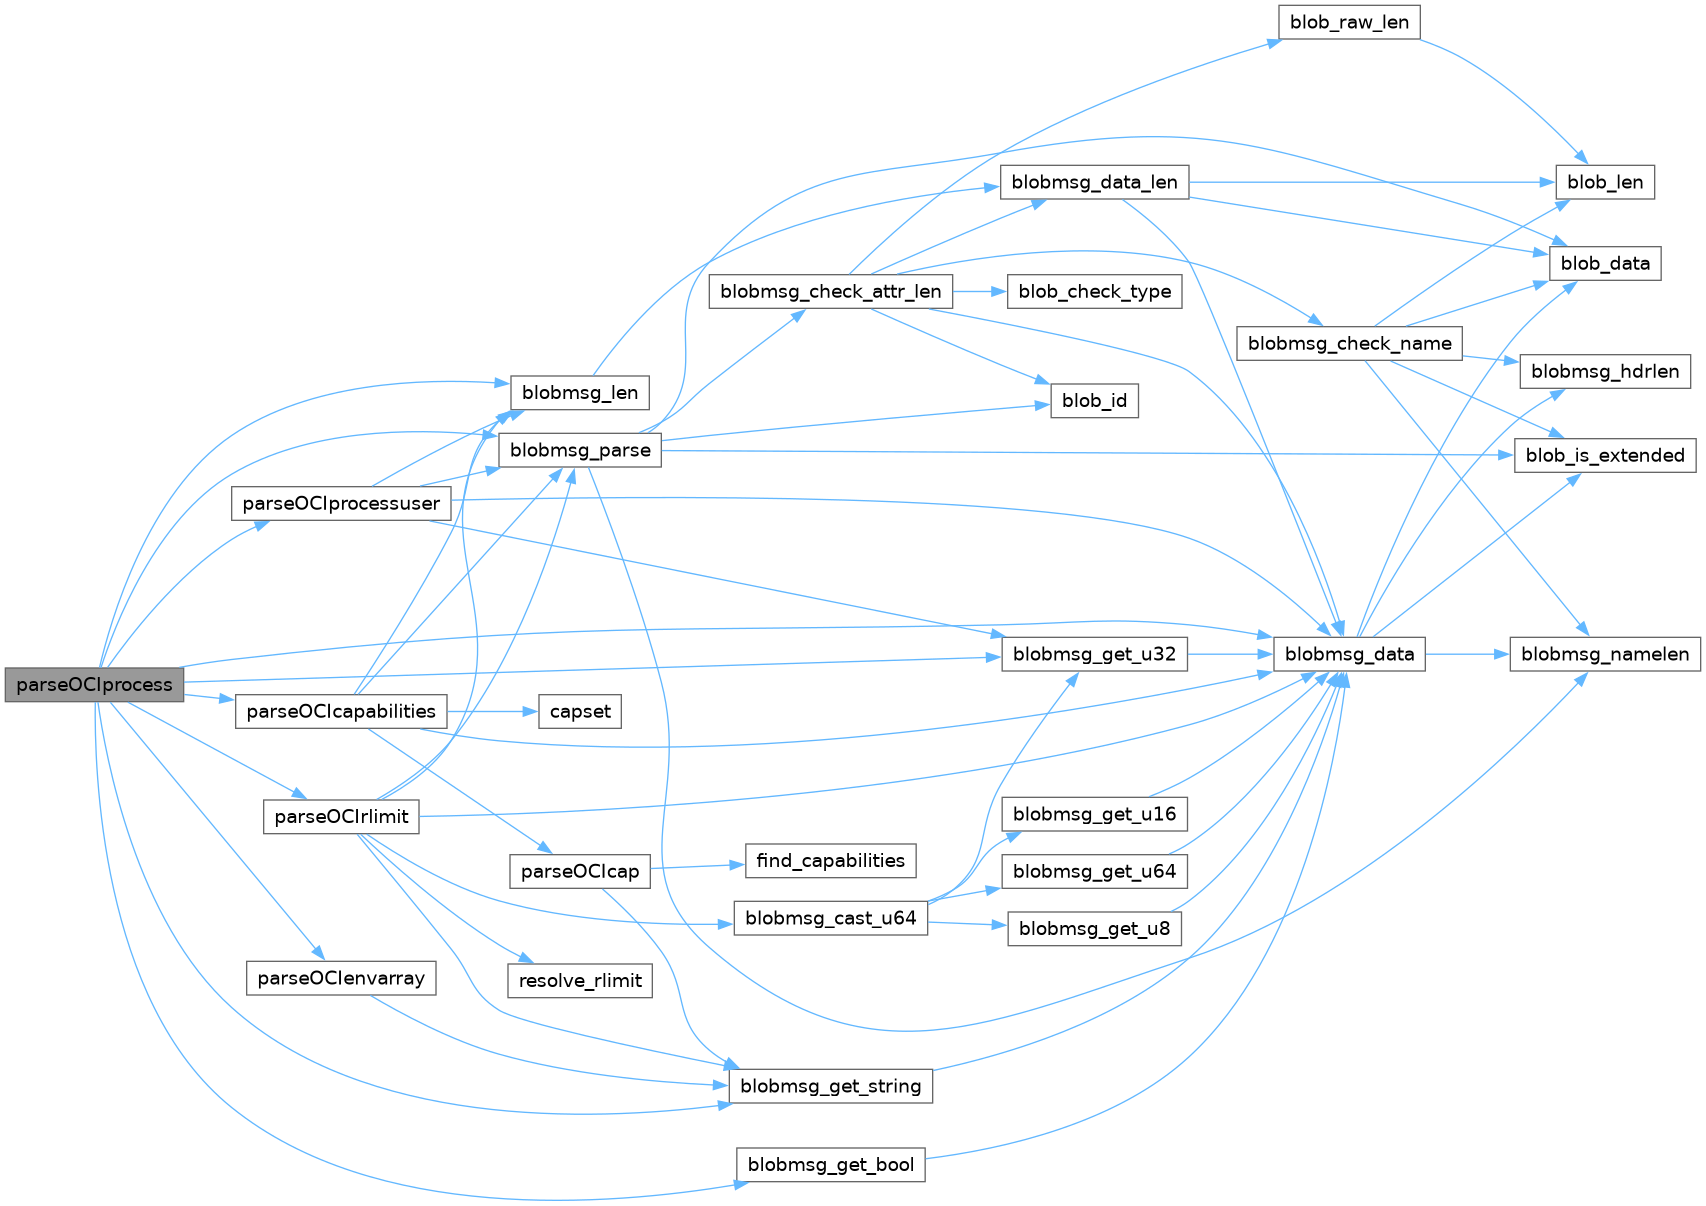 blob_raw_len
blobmsg_data_len
blob_len
blob_data
blobmsg_check_attr_len
blob_check_type
blobmsg_check_name
blobmsg_hdrlen
blobmsg_len
blob_id
blobmsg_parse
blob_is_extended
parseOCIprocessuser
blobmsg_get_u32
blobmsg_data
blobmsg_namelen
parseOCIprocess
parseOCIcapabilities
capset
parseOCIrlimit
blobmsg_get_u16
find_capabilities
parseOCIcap
blobmsg_get_u64
blobmsg_cast_u64
blobmsg_get_u8
parseOCIenvarray
resolve_rlimit
blobmsg_get_string
blobmsg_get_bool